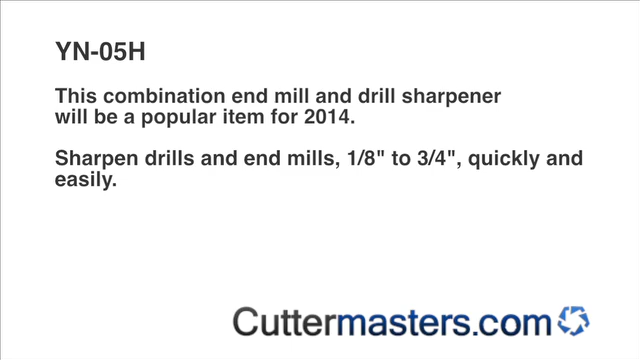 YN-05H
This combination end mill and drill sharpener
will be a popular item for 2014.
Sharpen drills and end mills, 1/8" to 3/4", quickly and
easily.
Cuttermasters.com